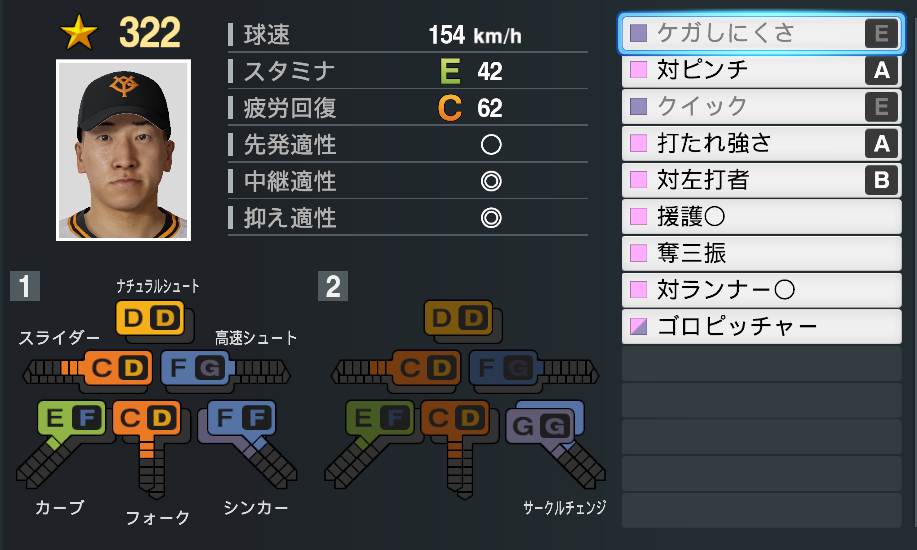 322
球速 154 km/h
スタミナ E 42
疲労回復 C 62
先発適性 ○
中継適性 ◎
抑え適性 ◎
ケガしにくさ E
対ピンチ A
クイック E
打たれ強さ A
対左打者 B
援護○
奪三振
対ランナー○
ゴロピッチャー
1
ナチュラルシュート
D D
スライダー
高速シュート
C D
F G
E F
C D
F F
カーブ
フォーク
シンカー
2
D D
C D
F G
E F
C D
G G
サークルチェンジ